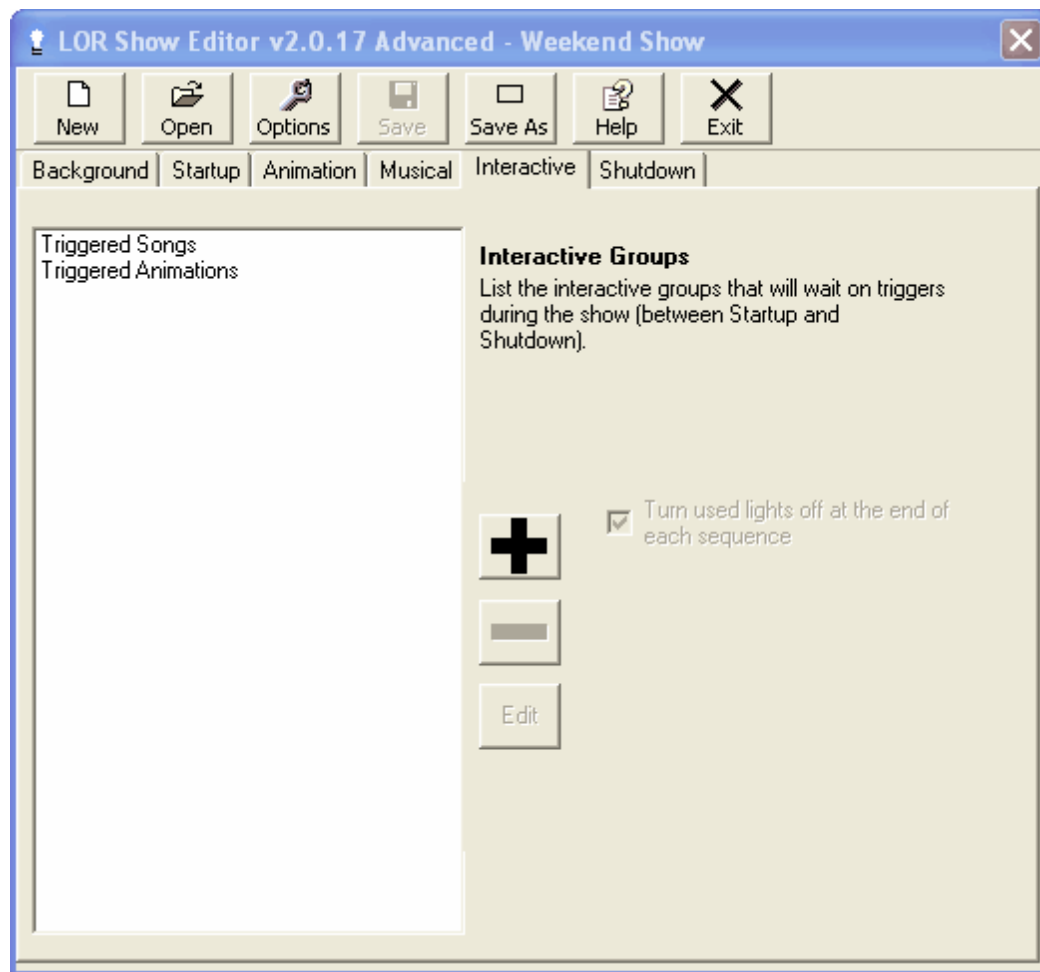 LOR Show Editor v2.0.17 Advanced - Weekend Show
New Open Options Save Save As Help Exit
Background Startup Animation Musical Interactive Shutdown
Triggered Songs
Triggered Animations
Interactive Groups
List the interactive groups that will wait on triggers
during the show (between Startup and
Shutdown).
Turn used lights off at the end of
each sequence
Edit